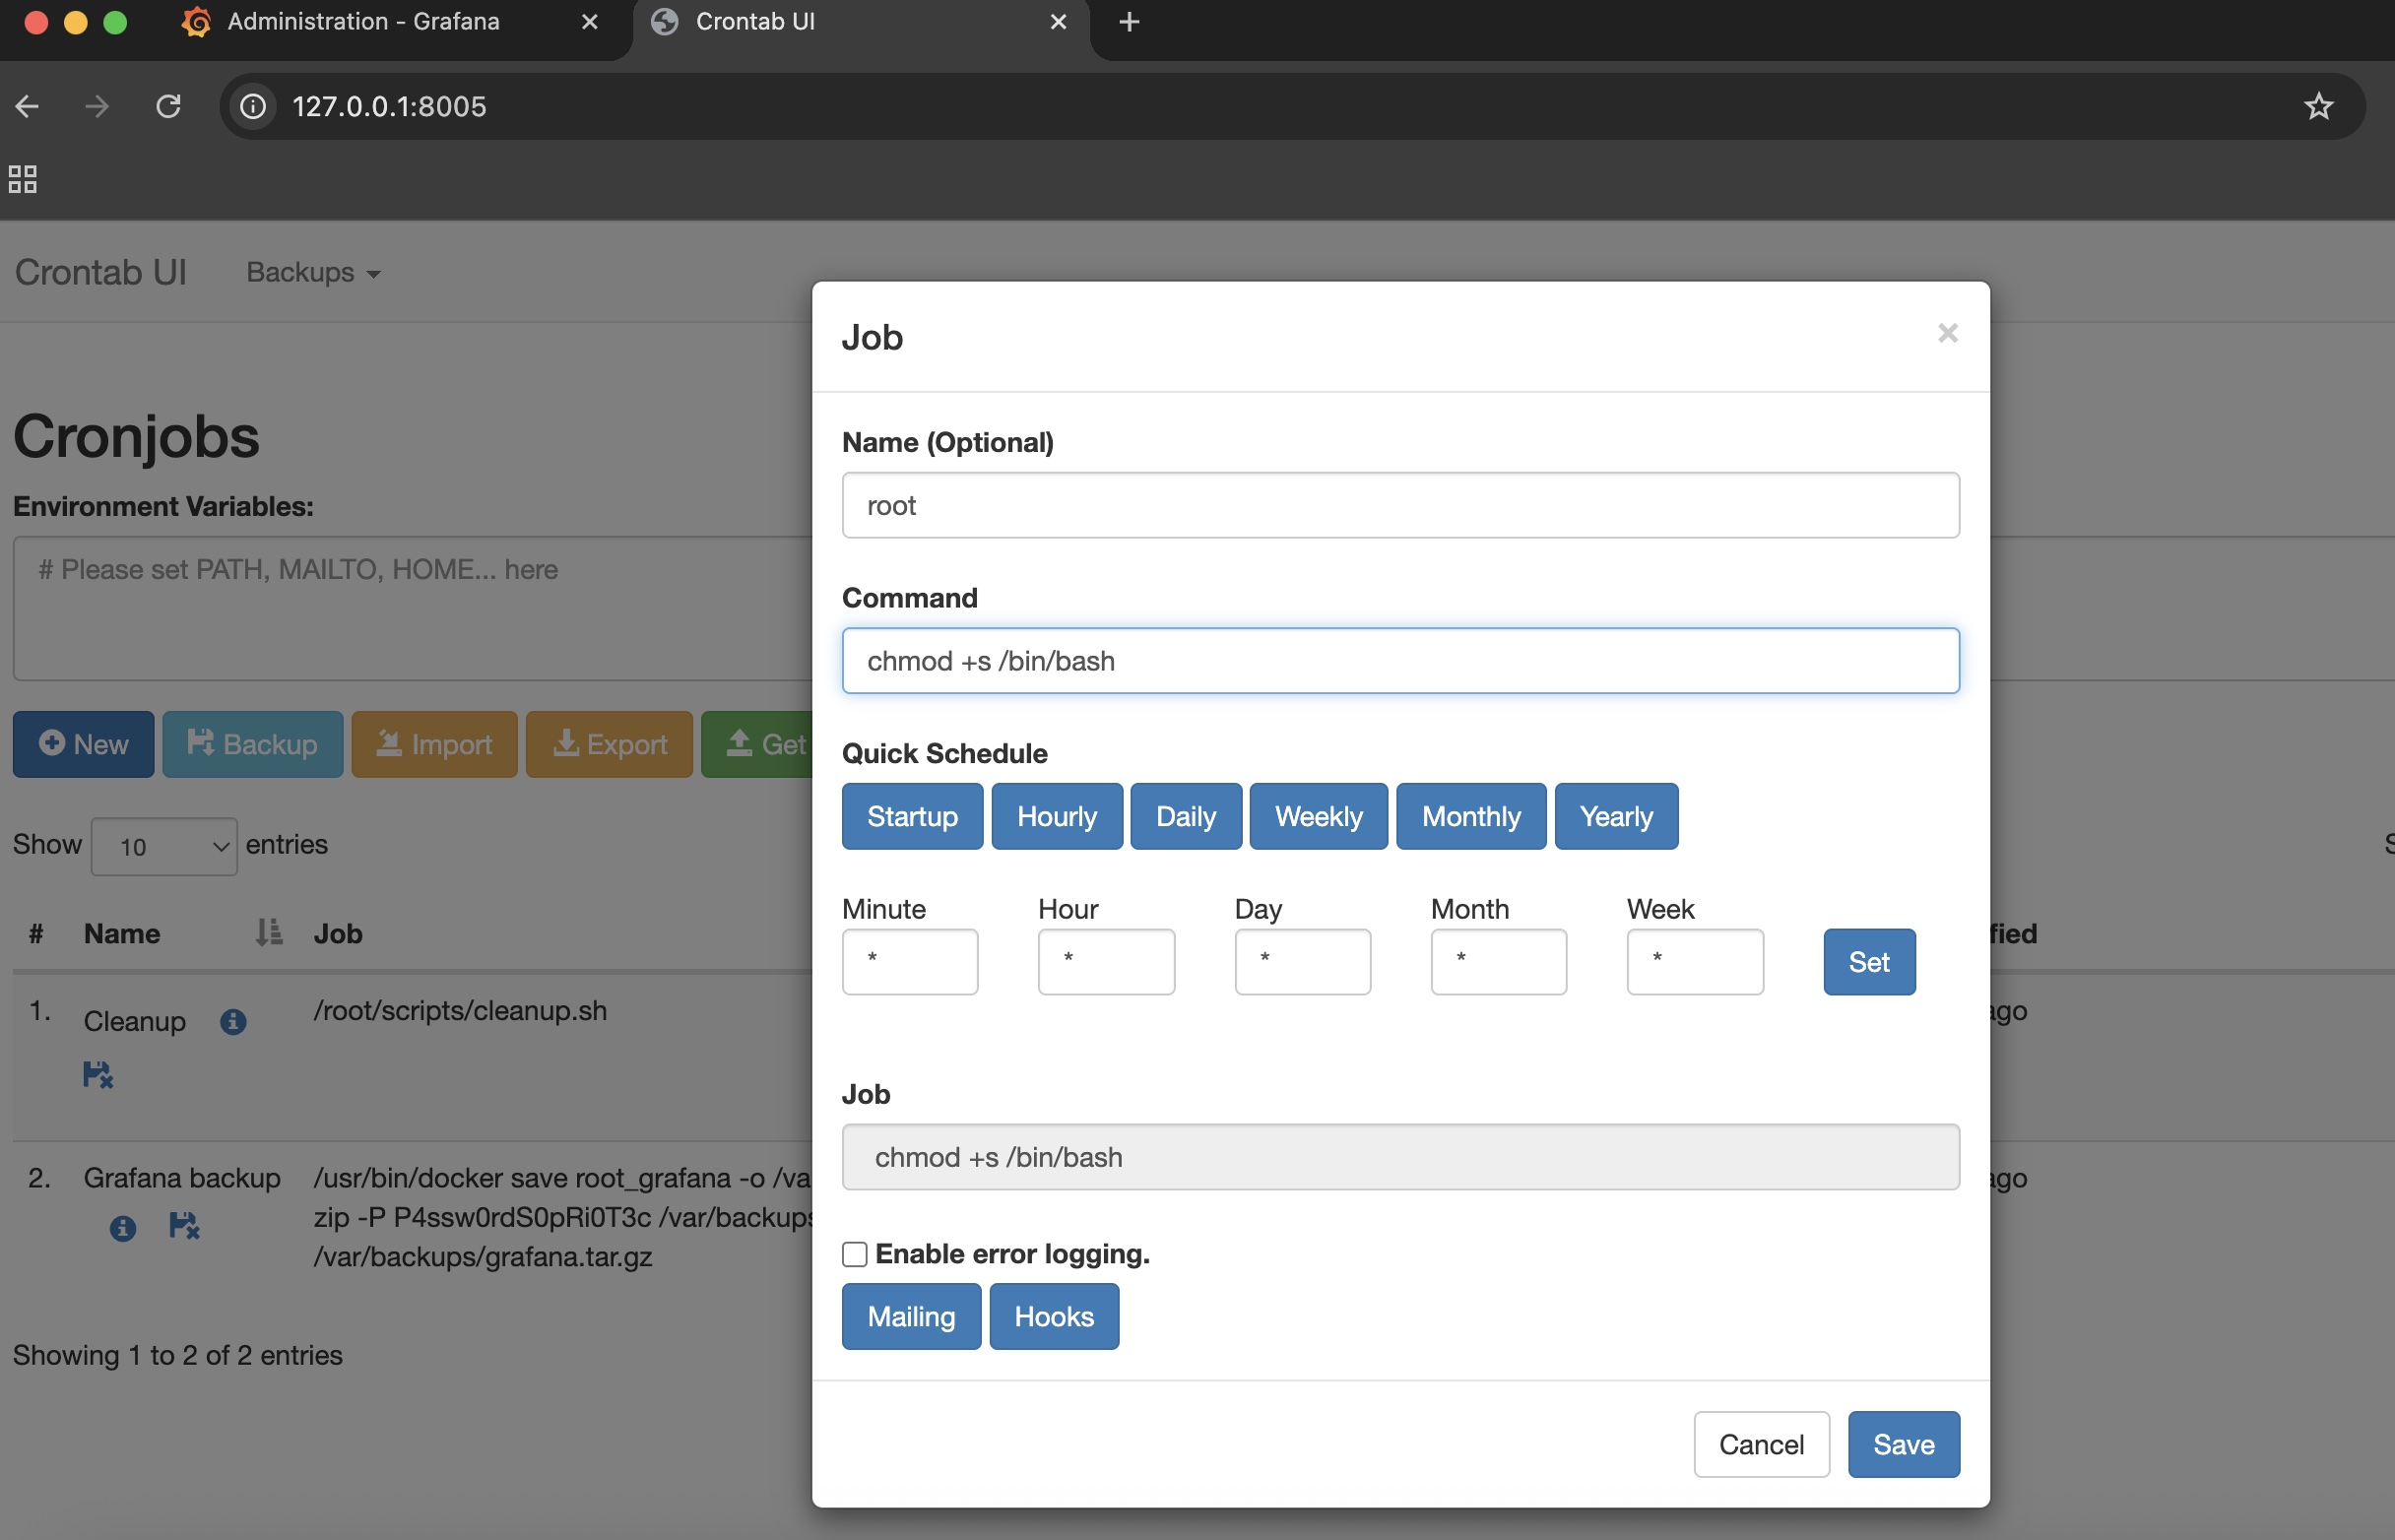 Administration - Grafana
Crontab UI
127.0.0.1:8005
Crontab UI
Backups
Cronjobs
Environment Variables:
# Please set PATH, MAILTO, HOME... here
New
Backup
Import
Export
Get
Show 10 entries
# Name Job
1. Cleanup /root/scripts/cleanup.sh
2. Grafana backup /usr/bin/docker save root_grafana -o /va
zip -P P4ssw0rdS0pRi0T3c /var/backups
/var/backups/grafana.tar.gz
Showing 1 to 2 of 2 entries
Job
Name (Optional)
root
Command
chmod +s /bin/bash
Quick Schedule
Startup
Hourly
Daily
Weekly
Monthly
Yearly
Minute Hour Day Month Week
* * * * *
Set
Job
chmod +s /bin/bash
Enable error logging.
Mailing
Hooks
Cancel
Save
fied
ago
ago